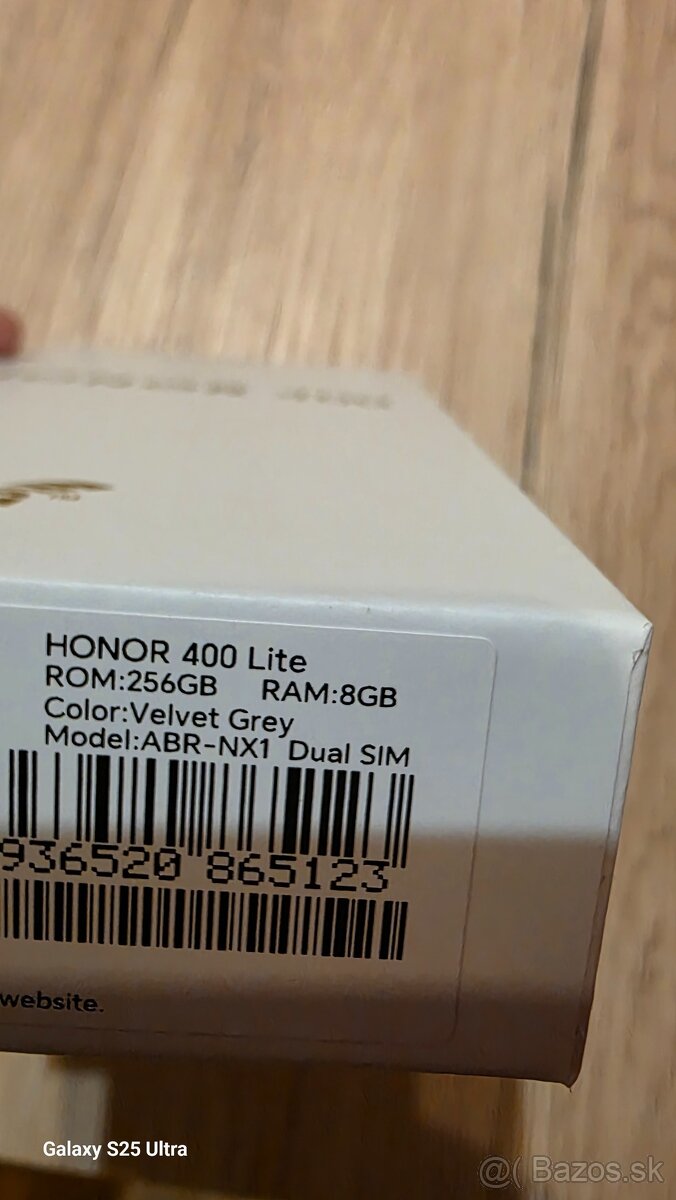 HONOR 400 Lite
ROM:256GB RAM:8GB
Color:Velvet Grey
Model:ABR-NX1 Dual SIM
936520 865123
website.
Galaxy S25 Ultra
@( Bazos.sk